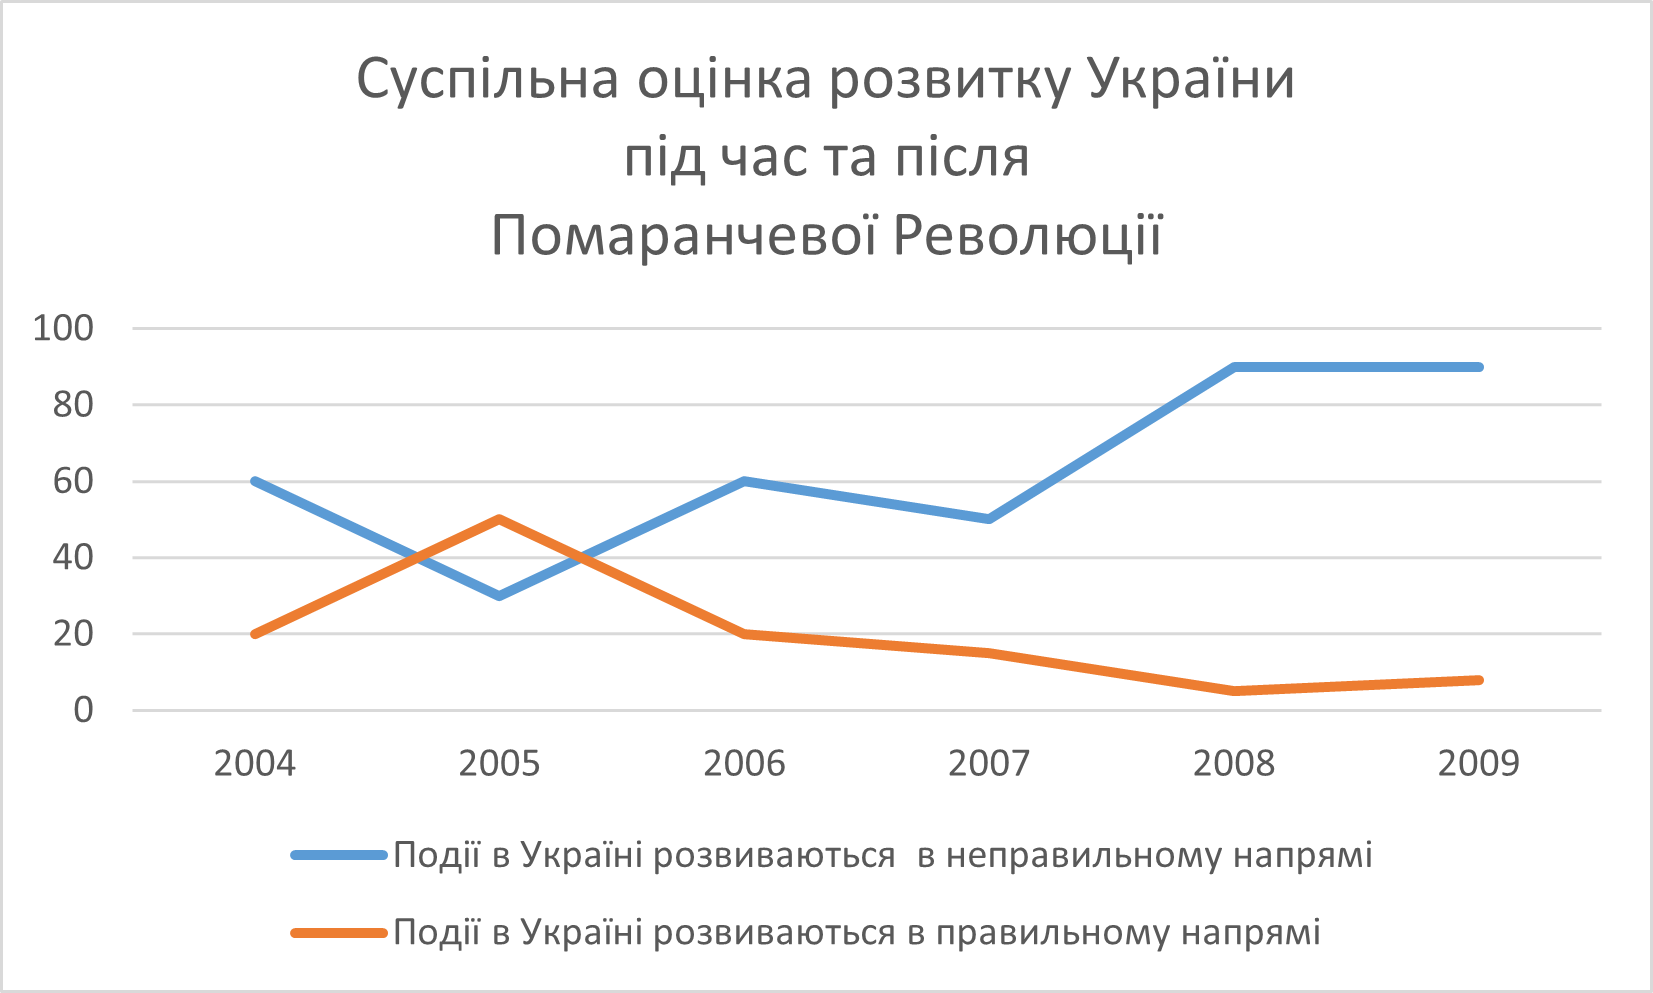 Суспільна оцінка розвитку України
під час та після
Помаранчевої Революції
100
80
60
40
20
0
2004 2005 2006 2007 2008 2009
Події в Україні розвиваються  в неправильному напрямі
Події в Україні розвиваються в правильному напрямі